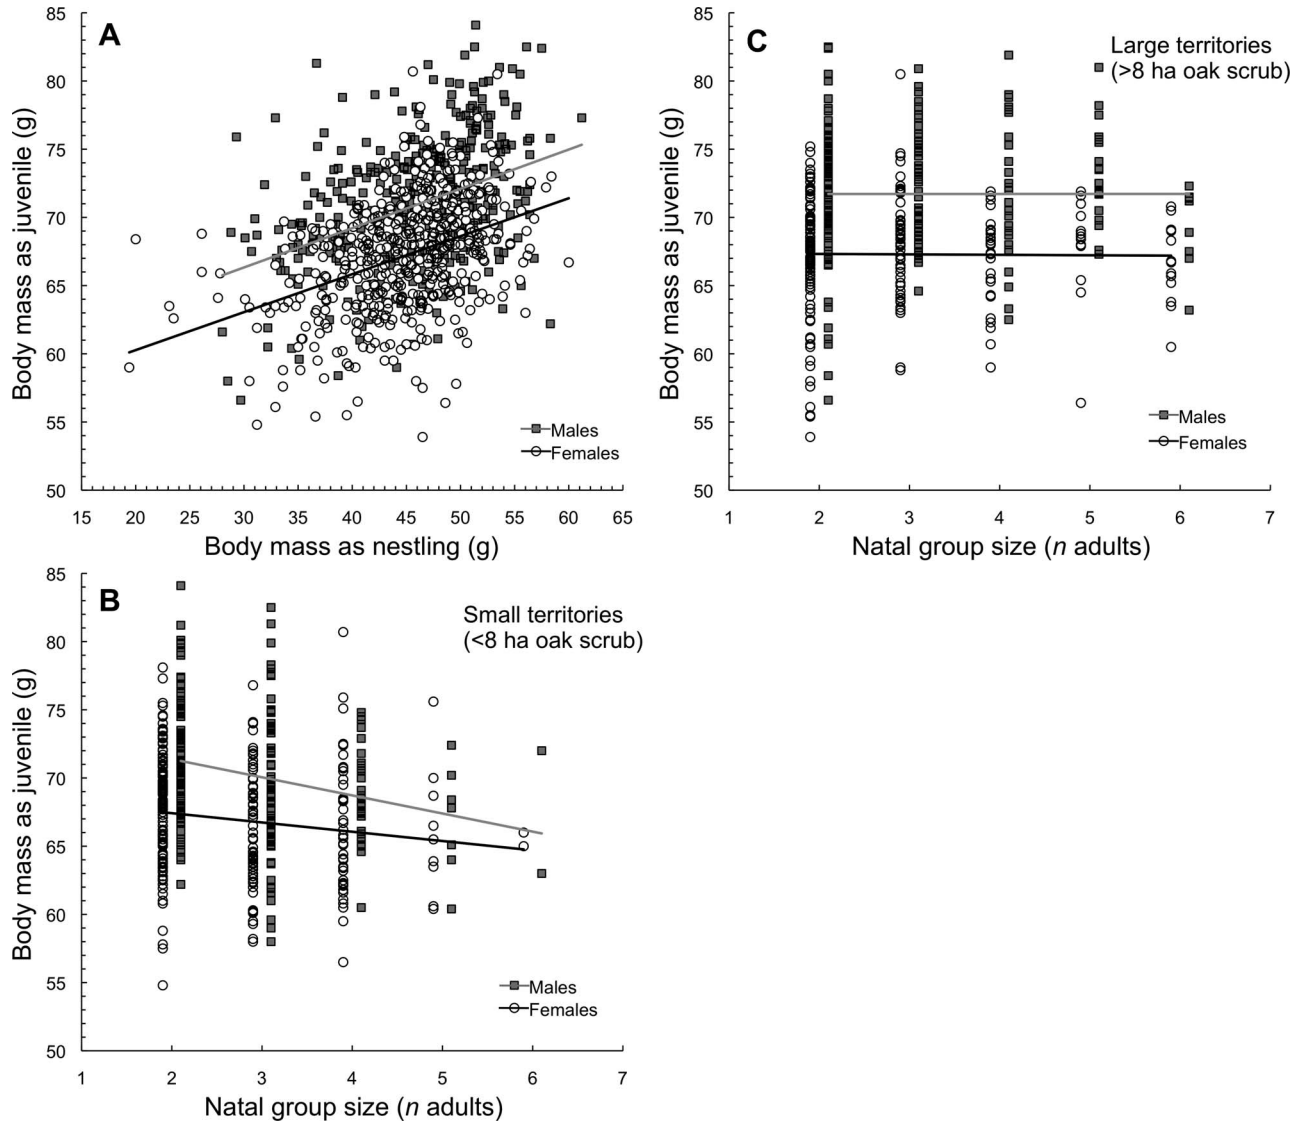 A
Body mass as juvenile (g)
85
80
75
70
65
60
55
50
Males
Females
15 20 25 30 35 40 45 50 55 60 65
Body mass as nestling (g)
C
Large territories
(>8 ha oak scrub)
Body mass as juvenile (g)
85
80
75
70
65
60
55
50
Males
Females
1 2 3 4 5 6 7
Natal group size (n adults)
B
Small territories
(<8 ha oak scrub)
Body mass as juvenile (g)
85
80
75
70
65
60
55
50
Males
Females
1 2 3 4 5 6 7
Natal group size (n adults)